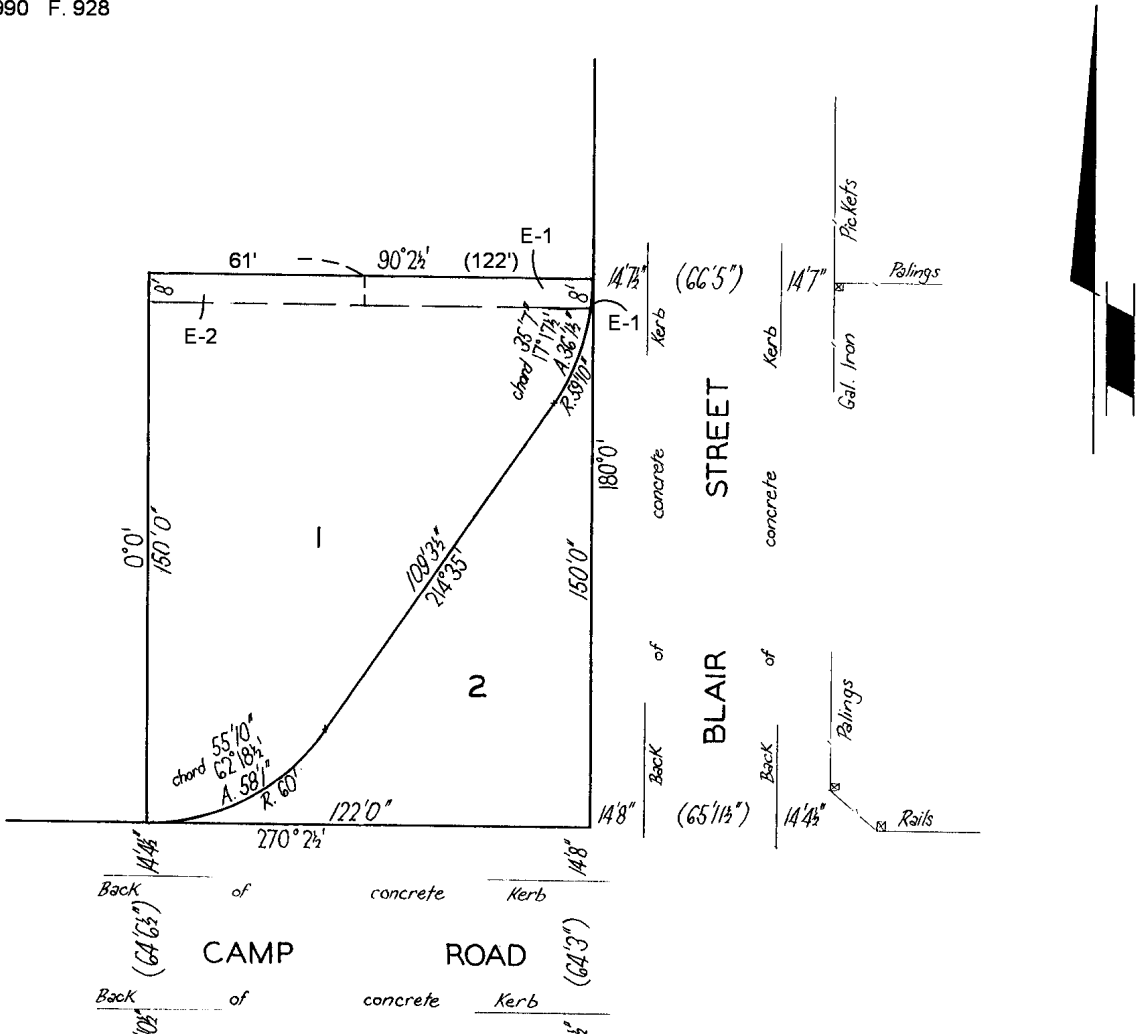 990 F. 928
E-1
61'
90°2½'
(122')
14'7½"
(66'5")
14'7"
Pickets
Palings
8'
8'
E-2
E-1
chord 35'7"
17°17½'
A.36'1½"
R.59'10"
Kerb
Kerb
Gal. Iron
STREET
180°0'
concrete
concrete
0°0'
150'0"
1
109'3½"
214°35'
150'0"
of
of
BLAIR
2
Palings
chord 55'10"
62°18½'
A. 58'1"
R. 60'
Back
Back
122'0"
270°2½'
14'8"
(65'11½")
14'4½"
Rails
14'4½"
14'8"
Back of concrete Kerb
(64'6½")
CAMP ROAD
(64'3")
Back of concrete Kerb